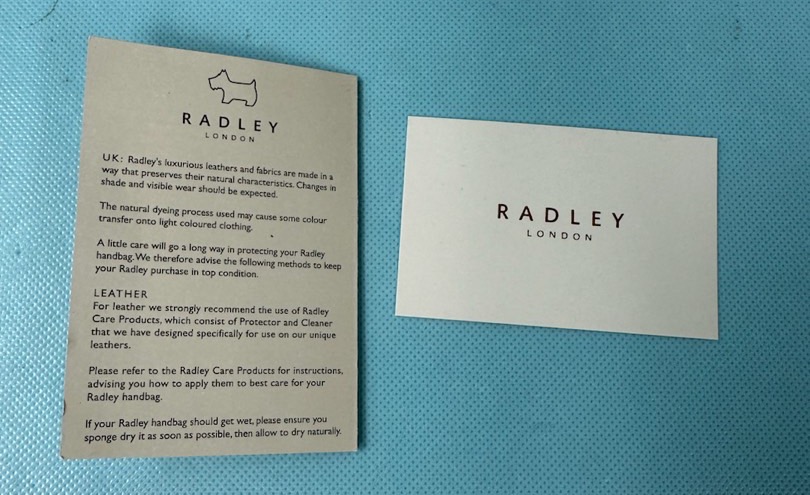 RADLEY
LONDON
UK: Radley's luxurious leathers and fabrics are made in a
way that preserves their natural characteristics. Changes in
shade and visible wear should be expected.
The natural dyeing process used may cause some colour
transfer onto light coloured clothing.
A little care will go a long way in protecting your Radley
handbag. We therefore advise the following methods to keep
your Radley purchase in top condition.
LEATHER
For leather we strongly recommend the use of Radley
Care Products, which consist of Protector and Cleaner
that we have designed specifically for use on our unique
leathers.
Please refer to the Radley Care Products for instructions,
advising you how to apply them to best care for your
Radley handbag.
If your Radley handbag should get wet, please ensure you
sponge dry it as soon as possible, then allow to dry naturally.
RADLEY
LONDON